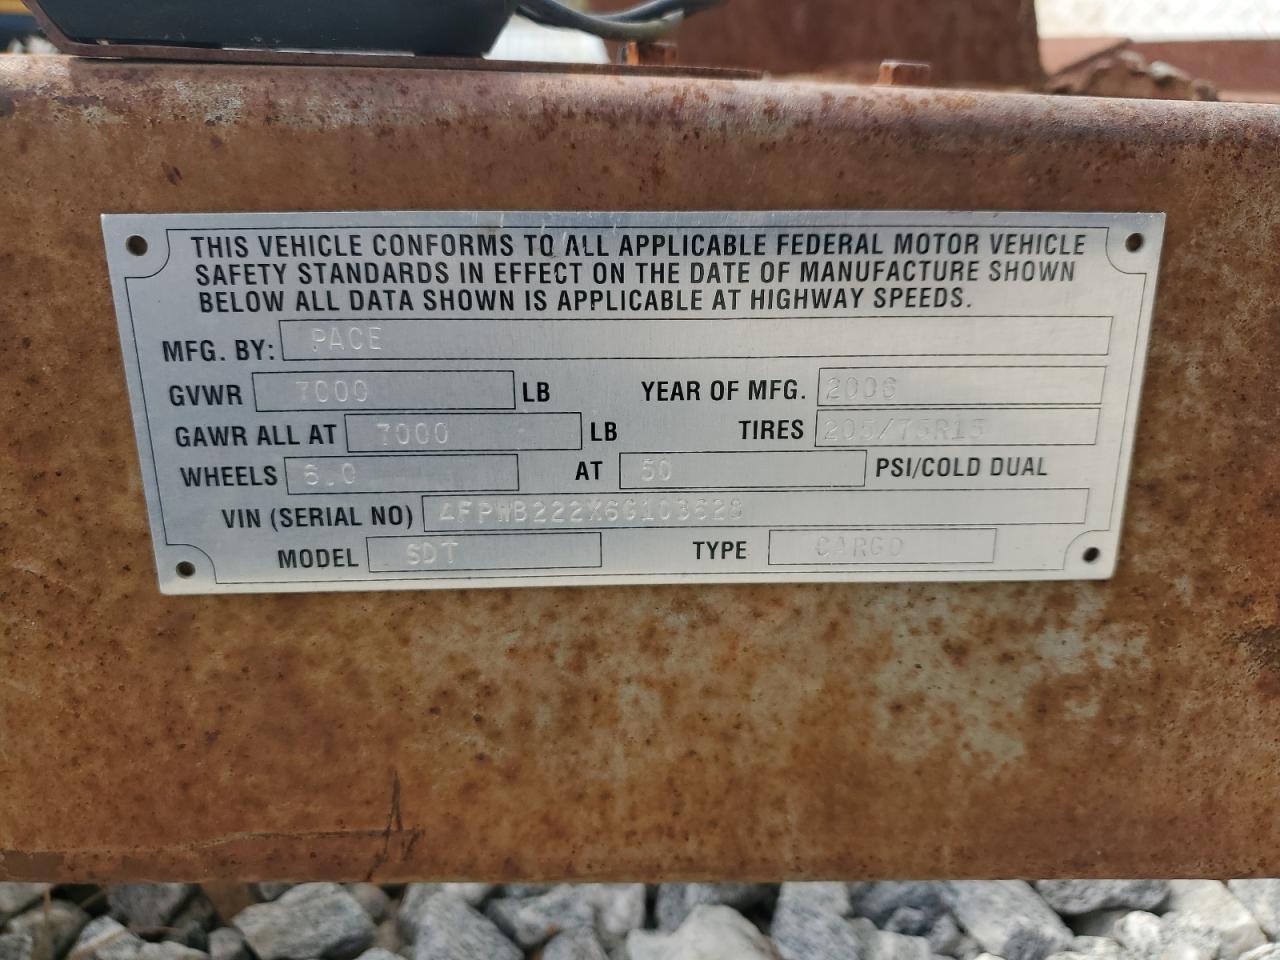 THIS VEHICLE CONFORMS TO ALL APPLICABLE FEDERAL MOTOR VEHICLE
SAFETY STANDARDS IN EFFECT ON THE DATE OF MANUFACTURE SHOWN
BELOW ALL DATA SHOWN IS APPLICABLE AT HIGHWAY SPEEDS.
MFG. BY: PACE
GVWR 7000 LB YEAR OF MFG. 2006
GAWR ALL AT 7000 LB TIRES 205/75R15
WHEELS 6.0 AT 50 PSI/COLD DUAL
VIN (SERIAL NO) 4FPWB222X6G103628
MODEL SDT TYPE CARGO